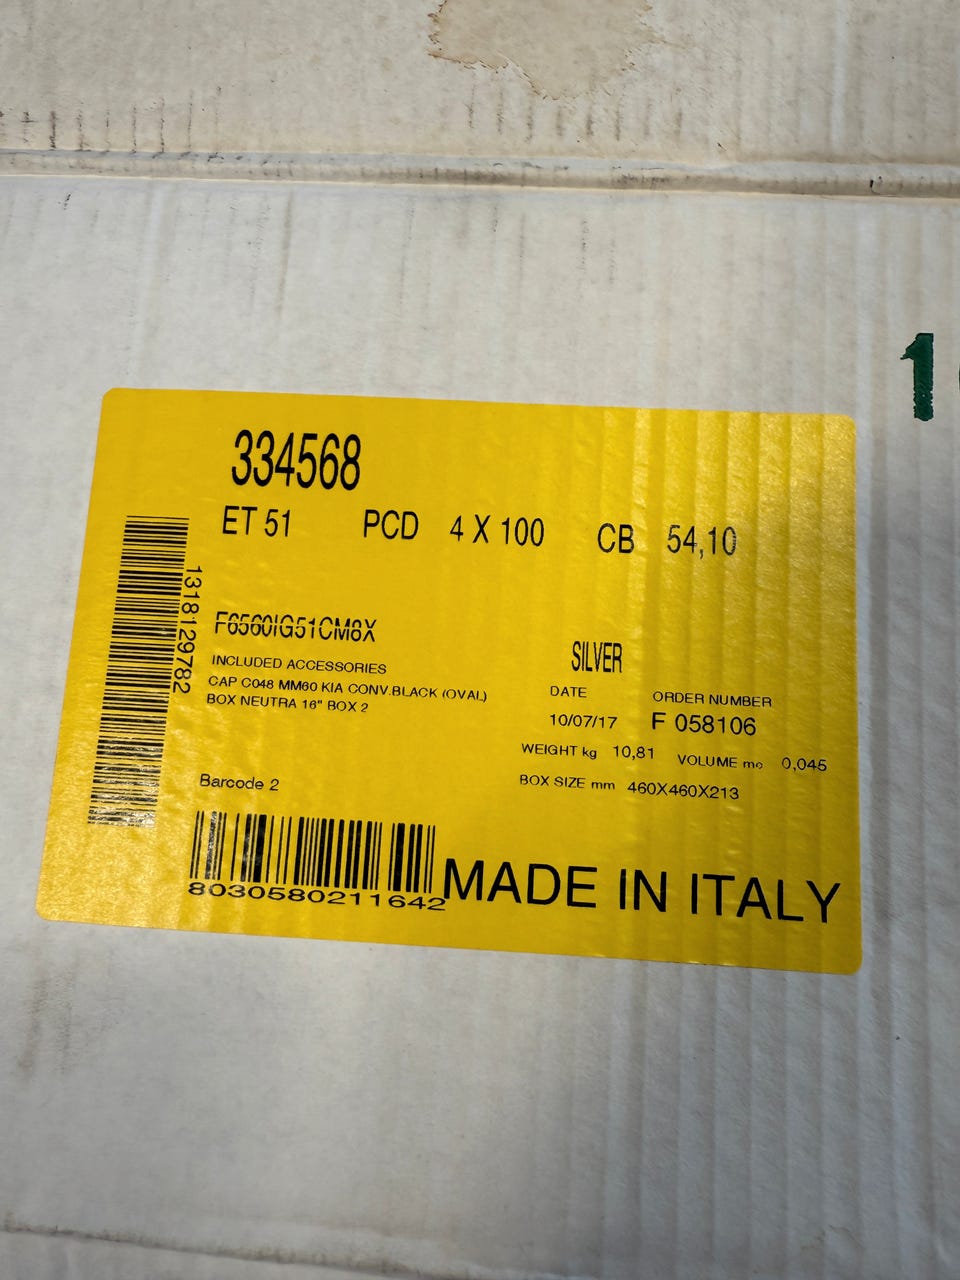 334568
ET 51 PCD 4 X 100 CB 54,10
1318129782
F6560IG51CM8X
SILVER
INCLUDED ACCESSORIES
CAP C048 MM60 KIA CONV.BLACK (OVAL)
BOX NEUTRA 16" BOX 2
DATE ORDER NUMBER
10/07/17 F 058106
WEIGHT kg 10,81 VOLUME mc 0,045
BOX SIZE mm 460X460X213
Barcode 2
8030580211642
MADE IN ITALY
1